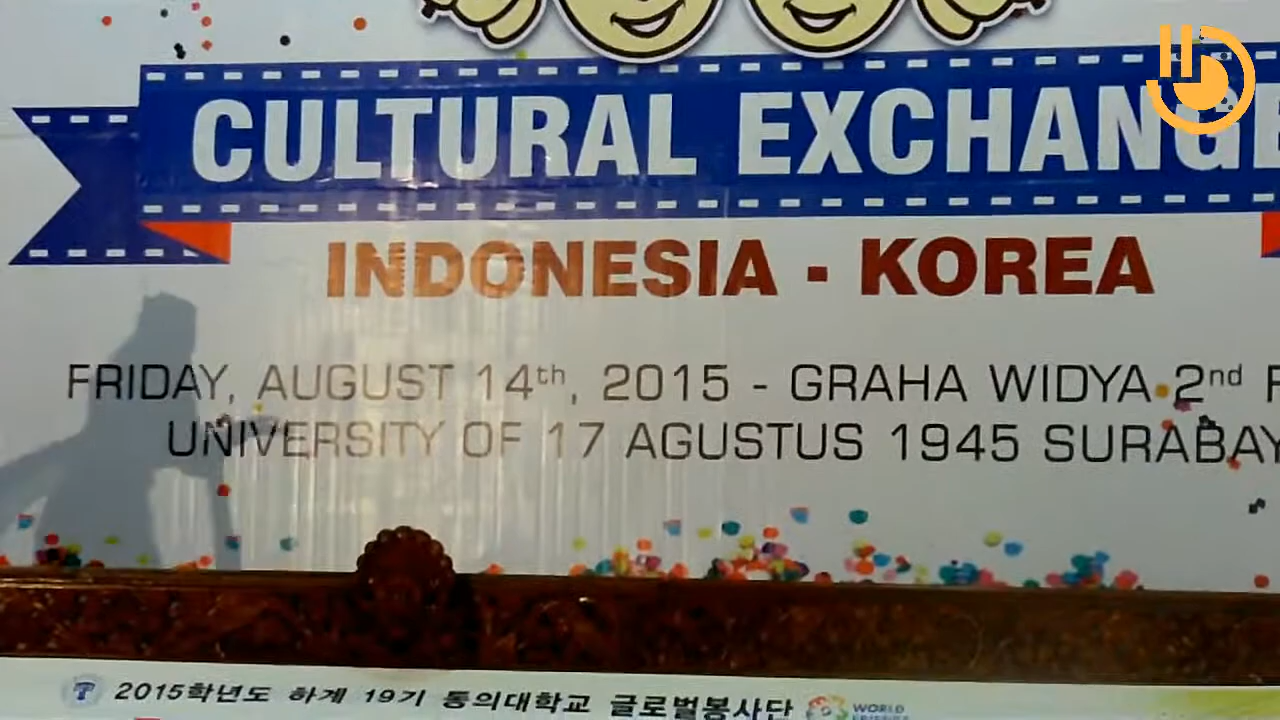 CULTURAL EXCHANGE
INDONESIA - KOREA
FRIDAY, AUGUST 14th, 2015 - GRAHA WIDYA 2nd
UNIVERSITY OF 17 AGUSTUS 1945 SURABAY
2015학년도 하계 19기 동의대학교 글로벌봉사단 WORLD